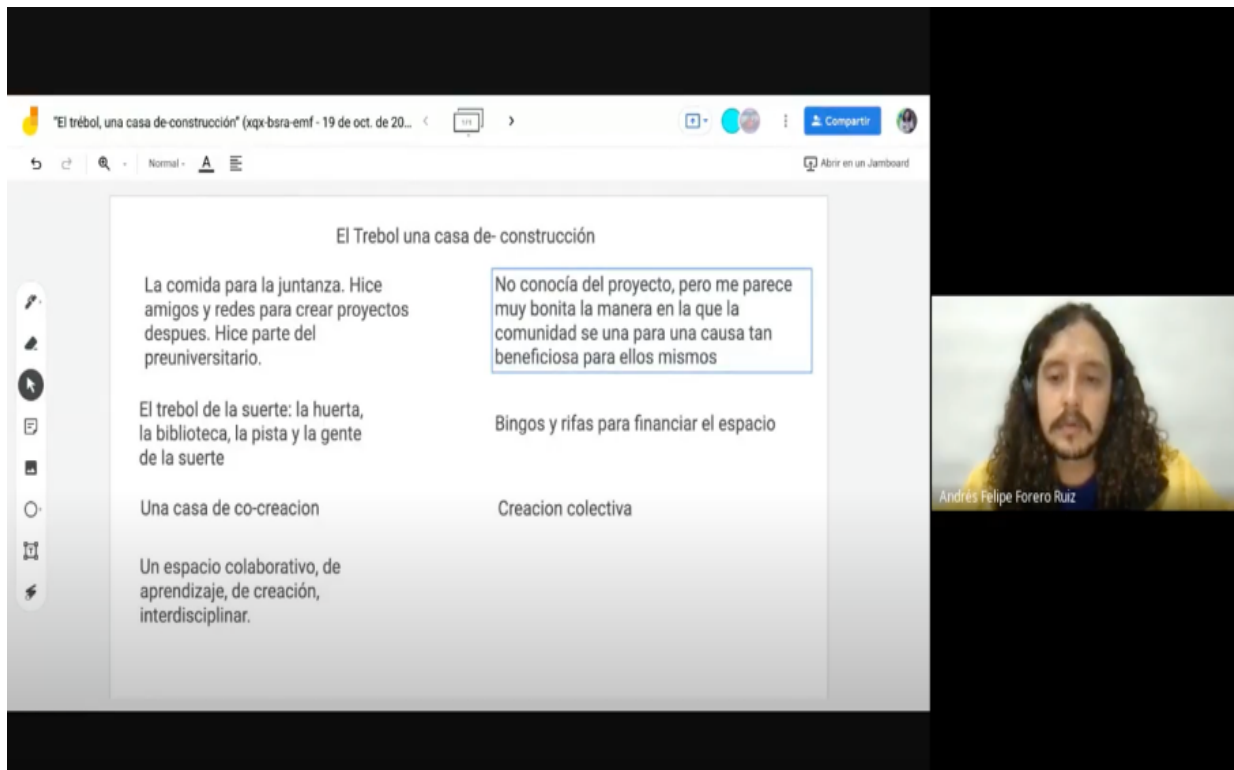 "El trébol, una casa de-construcción" (xqx-bsra-emf - 19 de oct. de 20...
1/1
Compartir
Normal
A
Abrir en un Jamboard
El Trebol una casa de- construcción
La comida para la juntanza. Hice
amigos y redes para crear proyectos
despues. Hice parte del
preuniversitario.
No conocía del proyecto, pero me parece
muy bonita la manera en la que la
comunidad se una para una causa tan
beneficiosa para ellos mismos
El trebol de la suerte: la huerta,
la biblioteca, la pista y la gente
de la suerte
Bingos y rifas para financiar el espacio
Una casa de co-creacion
Creacion colectiva
Un espacio colaborativo, de
aprendizaje, de creación,
interdisciplinar.
Andrés Felipe Forero Ruiz